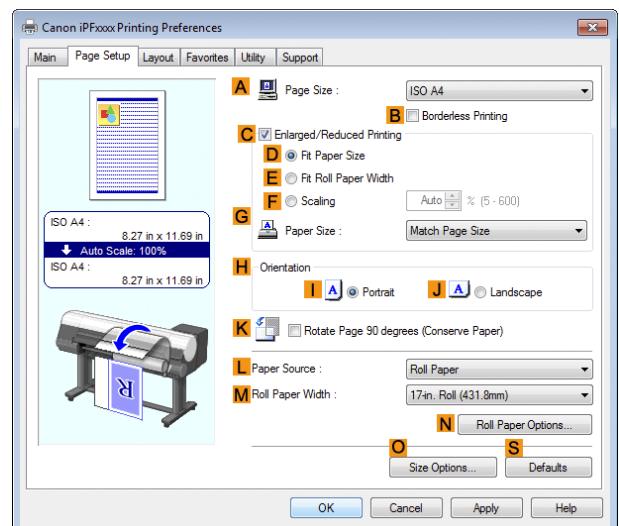 Canon iPFxxxx Printing Preferences
Main Page Setup Layout Favorites Utility Support
A Page Size : ISO A4
B Borderless Printing
C Enlarged/Reduced Printing
D Fit Paper Size
E Fit Roll Paper Width
F Scaling Auto % (5 - 600)
G Paper Size : Match Page Size
ISO A4 :
8.27 in x 11.69 in
Auto Scale: 100%
ISO A4 :
8.27 in x 11.69 in
H Orientation
I A Portrait J A Landscape
K Rotate Page 90 degrees (Conserve Paper)
R
L Paper Source : Roll Paper
M Roll Paper Width : 17-in. Roll (431.8mm)
N Roll Paper Options...
O S
Size Options... Defaults
OK Cancel Apply Help